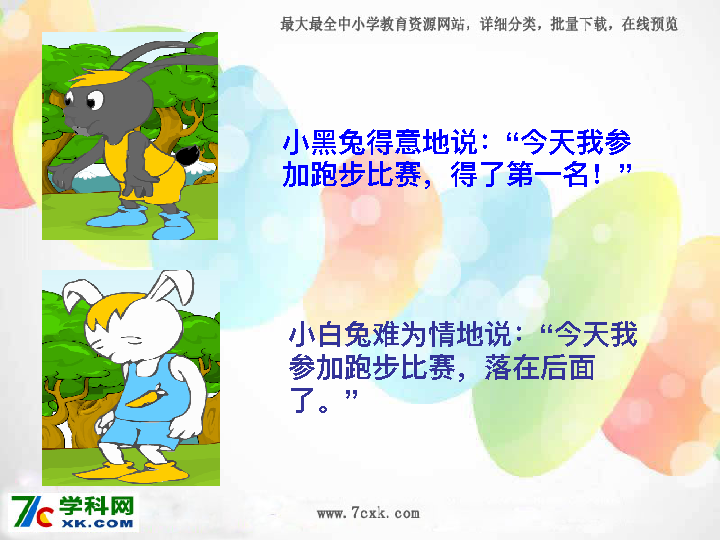 最大最全中小学教育资源网站，详细分类，批量下载，在线预览
小黑兔得意地说：“今天我参
加跑步比赛，得了第一名！”
小白兔难为情地说：“今天我
参加跑步比赛，落在后面
了。”
7C 学科网
XK.COM
www.7cxk.com